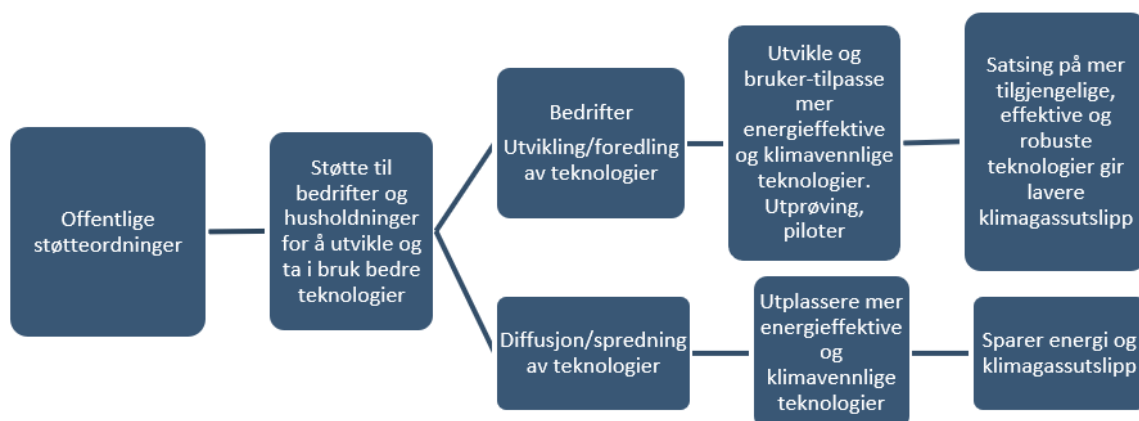 Offentlige
støtteordninger
Støtte til
bedrifter og
husholdninger
for å utvikle og
ta i bruk bedre
teknologier
Bedrifter
Utvikling/foredling
av teknologier
Utvikle og
bruker-tilpasse
mer
energieffektive
og klimavennlige
teknologier.
Utprøving,
piloter
Satsing på mer
tilgjengelige,
effektive og
robuste
teknologier gir
lavere
klimagassutslipp
Diffusjon/spredning
av teknologier
Utplassere mer
energieffektive
og
klimavennlige
teknologier
Sparer energi og
klimagassutslipp